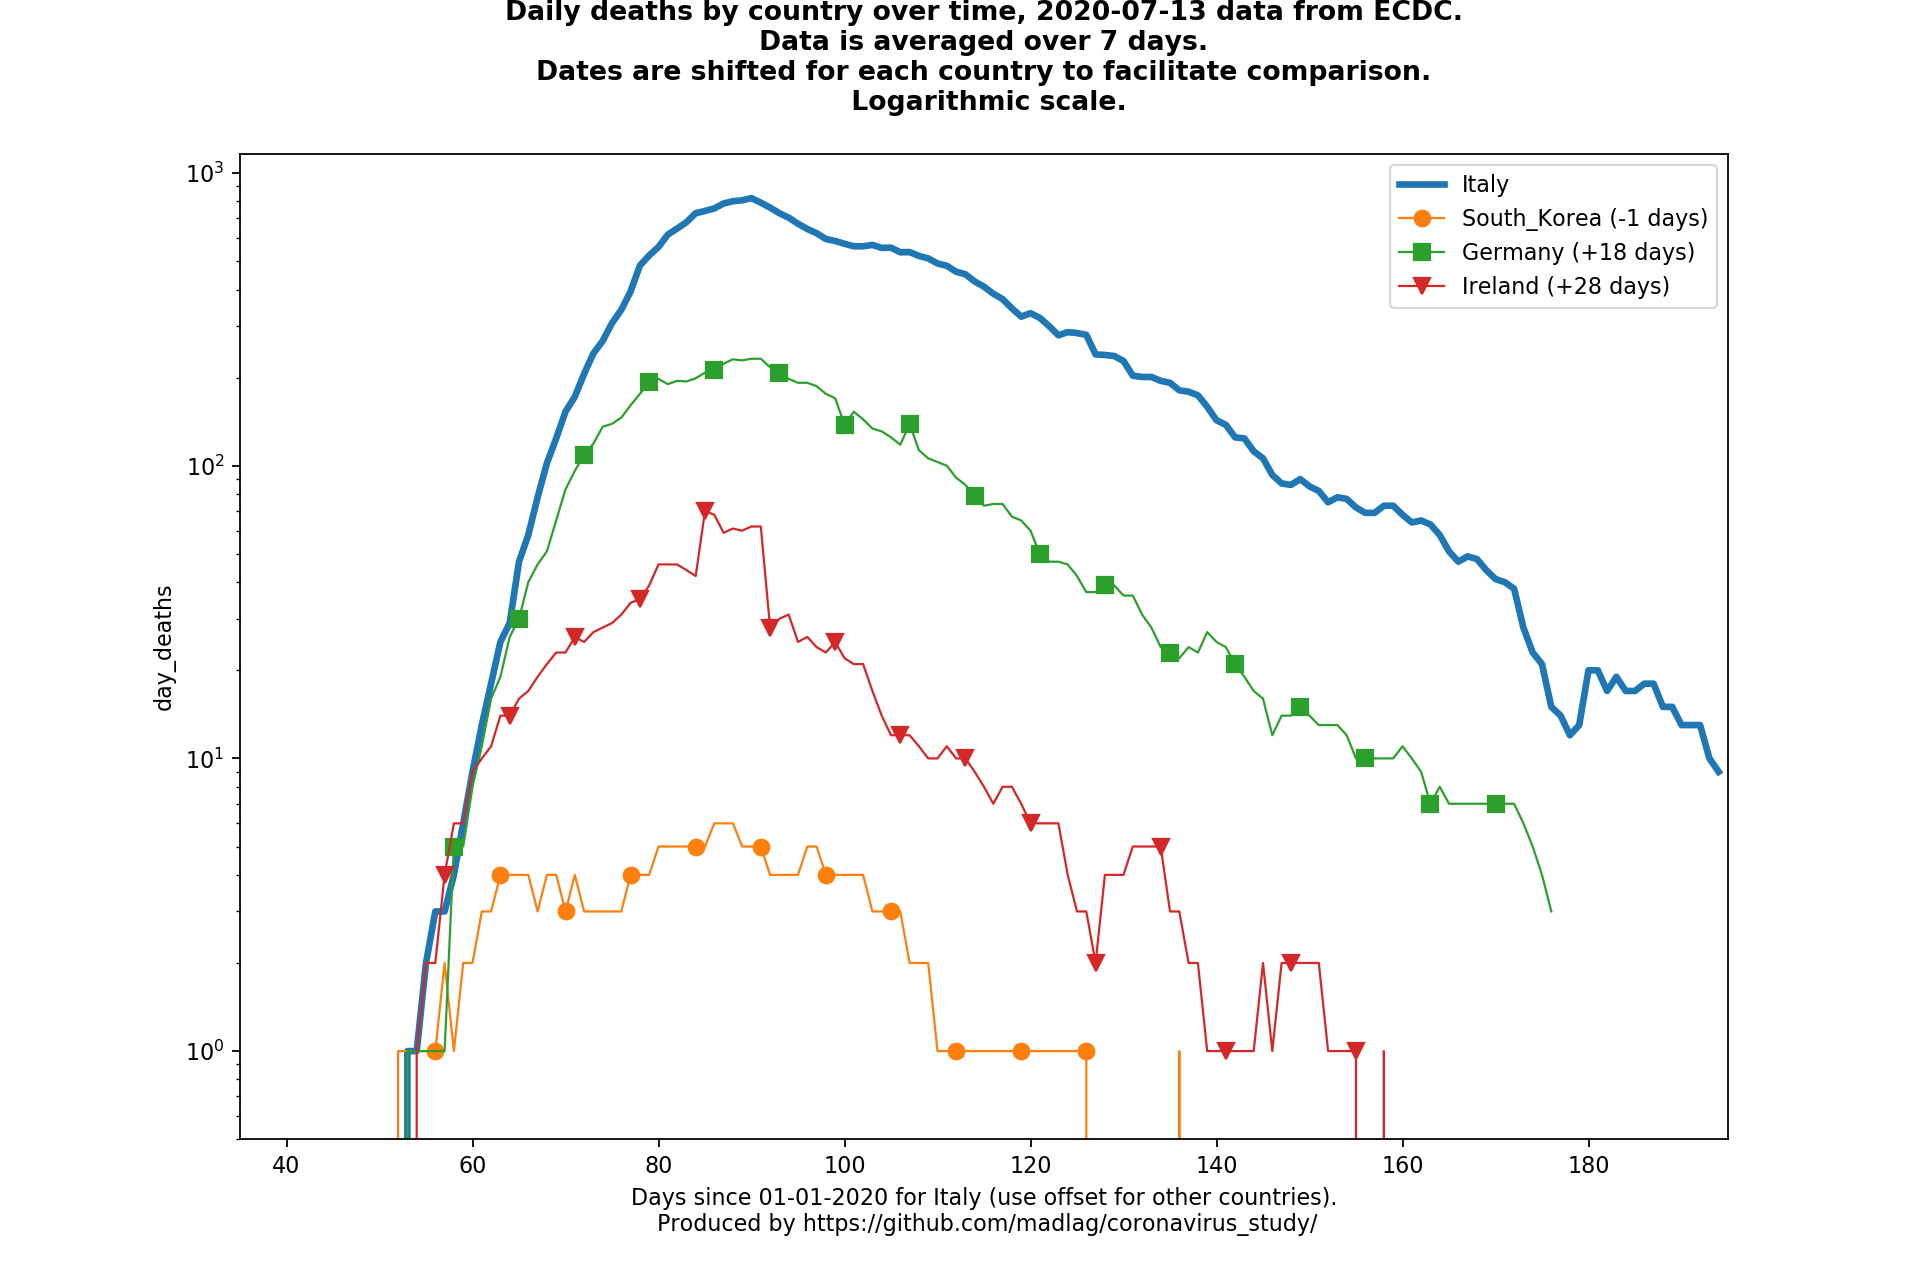 Daily deaths by country over time, 2020-07-13 data from ECDC.
Data is averaged over 7 days.
Dates are shifted for each country to facilitate comparison.
Logarithmic scale.
10³
Italy
South_Korea (-1 days)
Germany (+18 days)
Ireland (+28 days)
10²
day_deaths
10¹
10⁰
40 60 80 100 120 140 160 180
Days since 01-01-2020 for Italy (use offset for other countries).
Produced by https://github.com/madlag/coronavirus_study/